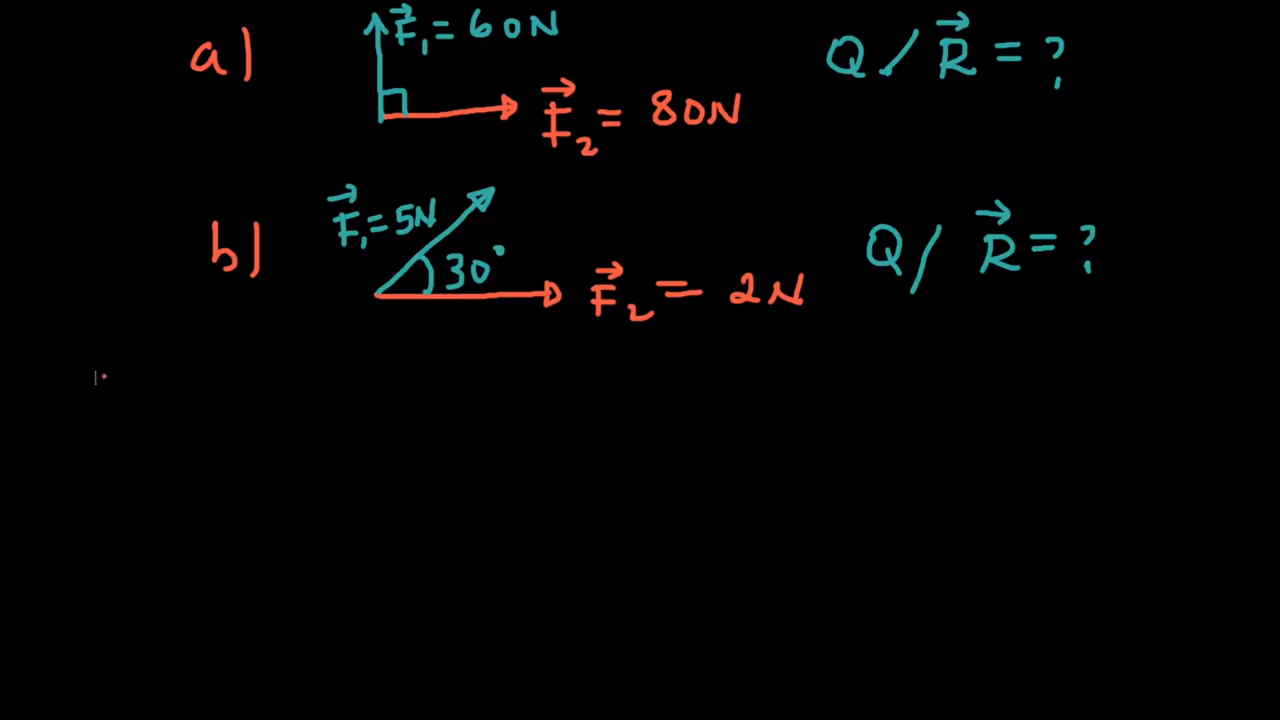 a) F⃗₁ = 60N Q/ R⃗ = ?
F⃗₂ = 80N
b) F⃗₁ = 5N 30° Q/ R⃗ = ?
F⃗₂ = 2N